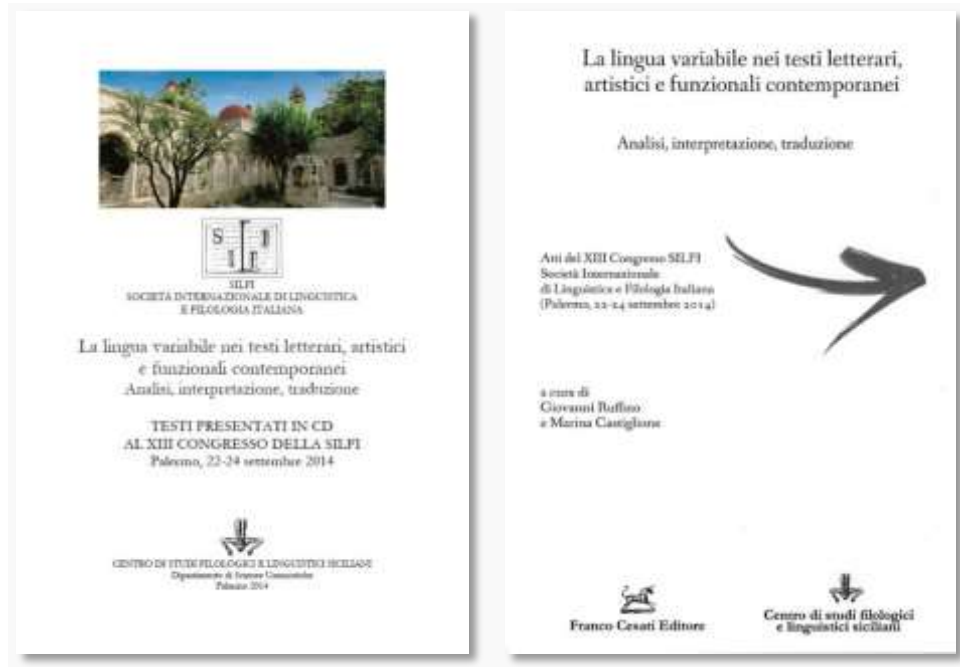 S I
I L F
SILFI
SOCIETÀ INTERNAZIONALE DI LINGUISTICA
E FILOLOGIA ITALIANA
La lingua variabile nei testi letterari, artistici
e funzionali contemporanei
Analisi, interpretazione, traduzione
TESTI PRESENTATI IN CD
AL XIII CONGRESSO DELLA SILFI
Palermo, 22-24 settembre 2014
CENTRO DI STUDI FILOLOGICI E LINGUISTICI SICILIANI
Dipartimento di Scienze Umanistiche
Palermo 2014
La lingua variabile nei testi letterari,
artistici e funzionali contemporanei
Analisi, interpretazione, traduzione
Atti del XIII Congresso SILFI
Società Internazionale
di Linguistica e Filologia Italiana
(Palermo, 22-24 settembre 2014)
a cura di
Giovanni Ruffino
e Marina Castiglione
Franco Cesati Editore
Centro di studi filologici
e linguistici siciliani